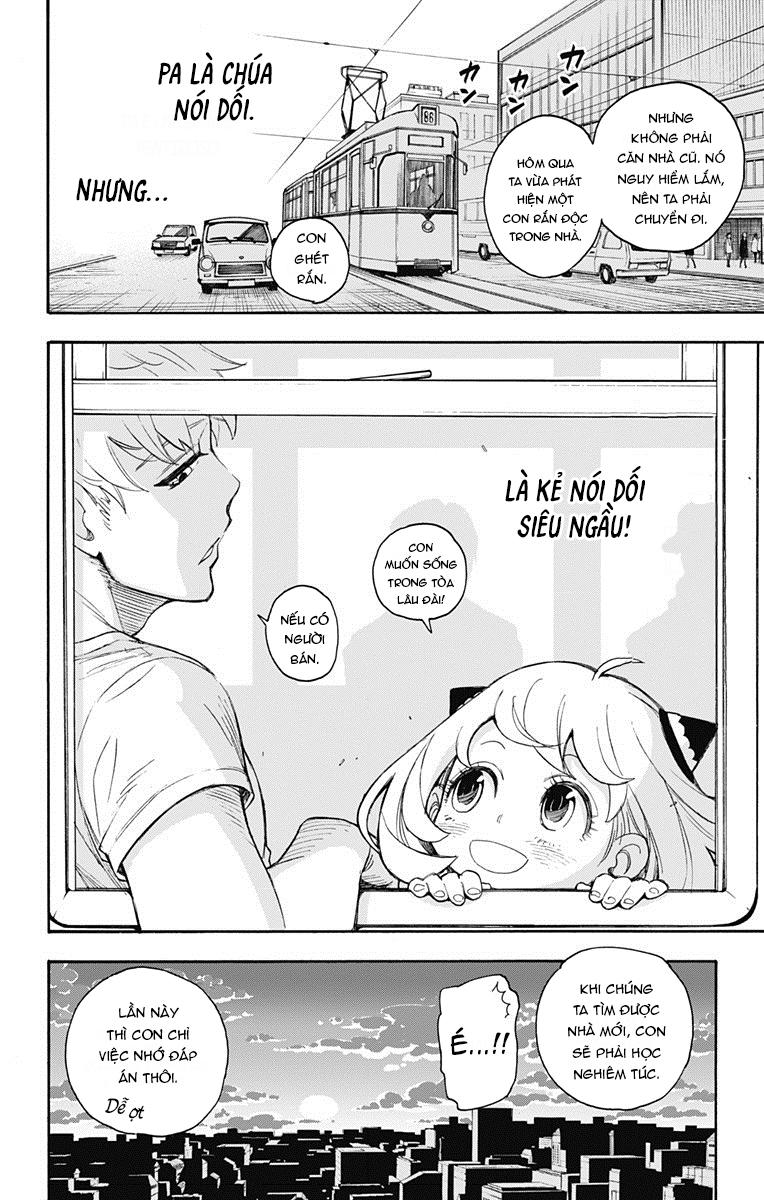 NHƯNG
KHÔNG PHẢI
CĂN NHÀ CŨ. NÓ
NGUY HIỂM LẮM,
NÊN TA PHẢI
CHUYỂN ĐI.
HÔM QUA
TA VỪA PHÁT
HIỆN MỘT
CON RẮN ĐỘC
TRONG NHÀ.
カン
カン
86
CON
GHÉT
RẮN.
PA LÀ CHÚA
NÓI DỐI.
NHƯNG...
LÀ KẺ NÓI DỐI
SIÊU NGẦU!
CON
MUỐN SỐNG
TRONG TÒA
LÂU ĐÀI!
NẾU CÓ
NGƯỜI
BÁN.
KHI CHÚNG
TA TÌM ĐƯỢC
NHÀ MỚI, CON
SẼ PHẢI HỌC
NGHIÊM TÚC.
É...!!
LẦN NÀY
THÌ CON CHỈ
VIỆC NHỚ ĐÁP
ÁN THÔI.
Dễ ợt